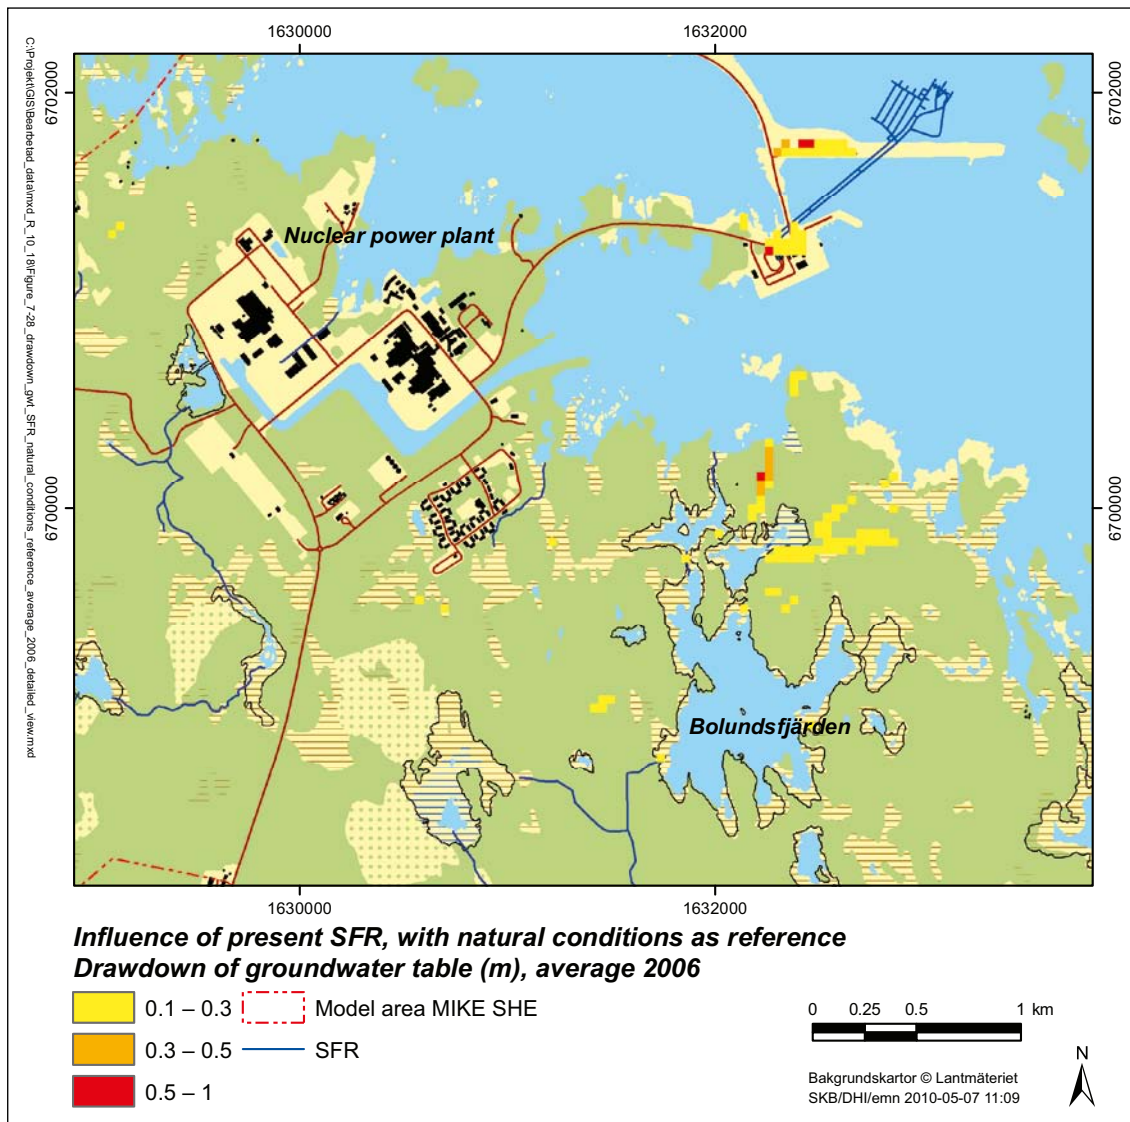 1630000 1632000
6702000
6702000
C:\Projekt\GIS\Bearbetad_data\mxd_R_10_18\Figure_7-28_drawdown_gwt_SFR_natural_conditions_reference_average_2006_detailed_view.mxd
Nuclear power plant
6700000
6700000
Bolundsfjärden
1630000 1632000
Influence of present SFR, with natural conditions as reference
Drawdown of groundwater table (m), average 2006
0.1 – 0.3 Model area MIKE SHE
0.3 – 0.5 SFR
0.5 – 1
0 0.25 0.5 1 km
N
Bakgrundskartor © Lantmäteriet
SKB/DHI/emn 2010-05-07 11:09